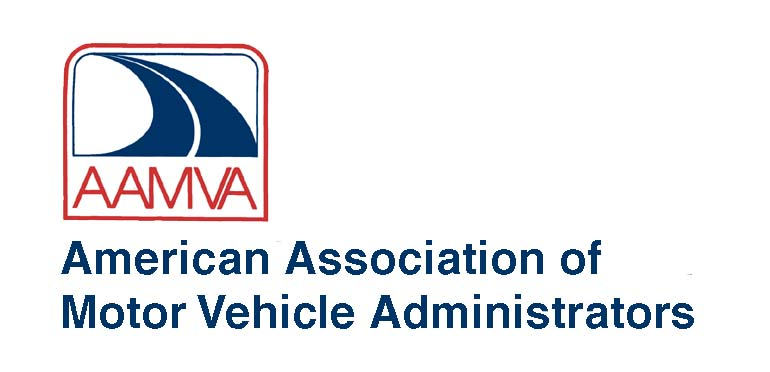 AAMVA
American Association of
Motor Vehicle Administrators